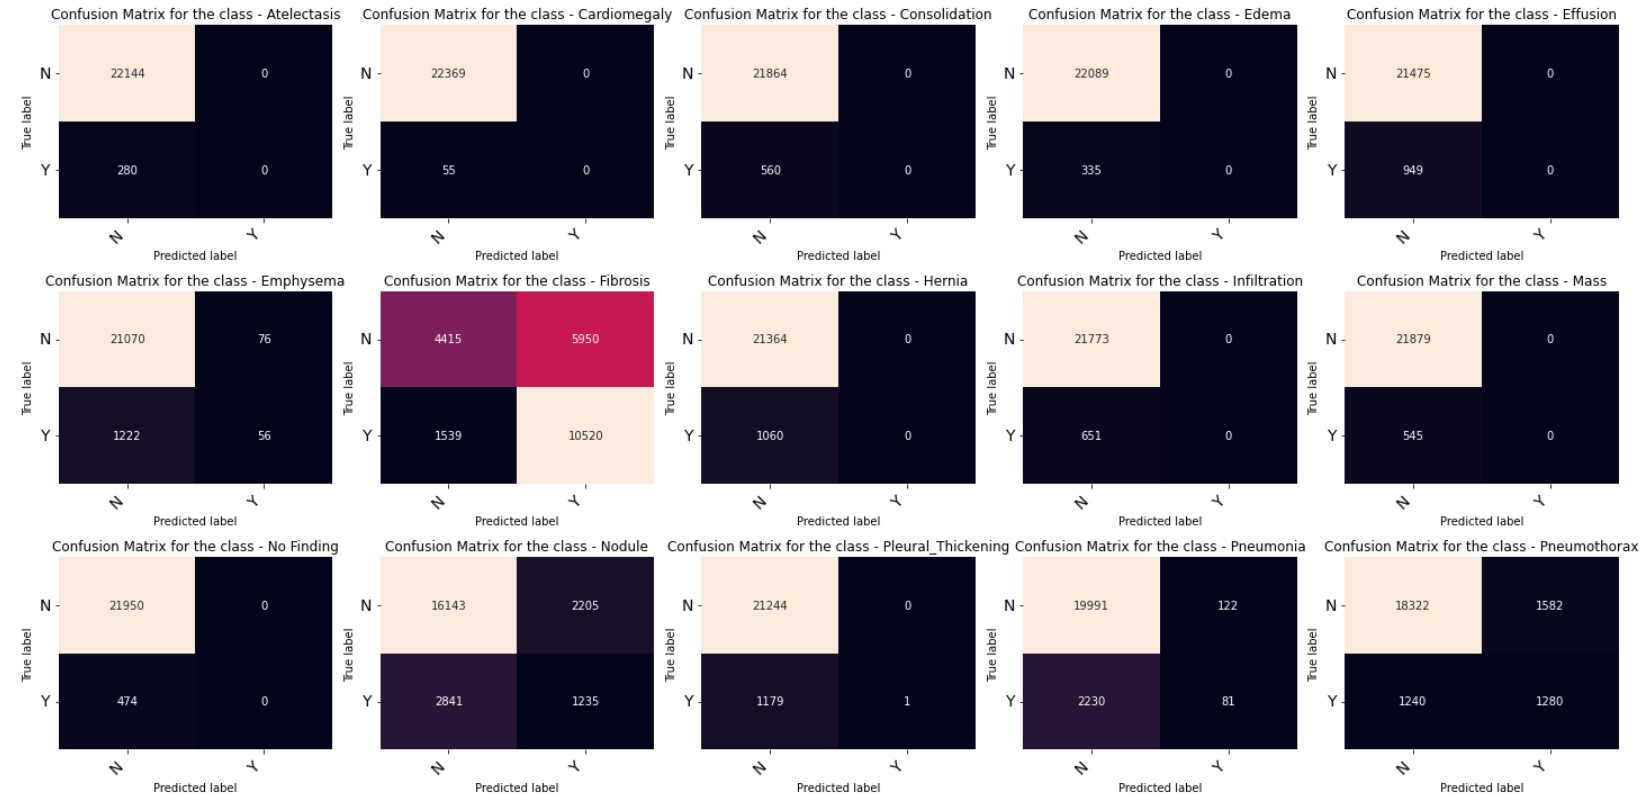 Confusion Matrix for the class - Atelectasis
N
22144
0
True label
Y
280
0
N
Y
Predicted label
Confusion Matrix for the class - Cardiomegaly
N
22369
0
True label
Y
55
0
N
Y
Predicted label
Confusion Matrix for the class - Consolidation
N
21864
0
True label
Y
560
0
N
Y
Predicted label
Confusion Matrix for the class - Edema
N
22089
0
True label
Y
335
0
N
Y
Predicted label
Confusion Matrix for the class - Effusion
N
21475
0
True label
Y
949
0
N
Y
Predicted label
Confusion Matrix for the class - Emphysema
N
21070
76
True label
Y
1222
56
N
Y
Predicted label
Confusion Matrix for the class - Fibrosis
N
4415
5950
True label
Y
1539
10520
N
Y
Predicted label
Confusion Matrix for the class - Hernia
N
21364
0
True label
Y
1060
0
N
Y
Predicted label
Confusion Matrix for the class - Infiltration
N
21773
0
True label
Y
651
0
N
Y
Predicted label
Confusion Matrix for the class - Mass
N
21879
0
True label
Y
545
0
N
Y
Predicted label
Confusion Matrix for the class - No Finding
N
21950
0
True label
Y
474
0
N
Y
Predicted label
Confusion Matrix for the class - Nodule
N
16143
2205
True label
Y
2841
1235
N
Y
Predicted label
Confusion Matrix for the class - Pleural_Thickening
N
21244
0
True label
Y
1179
1
N
Y
Predicted label
Confusion Matrix for the class - Pneumonia
N
19991
122
True label
Y
2230
81
N
Y
Predicted label
Confusion Matrix for the class - Pneumothorax
N
18322
1582
True label
Y
1240
1280
N
Y
Predicted label